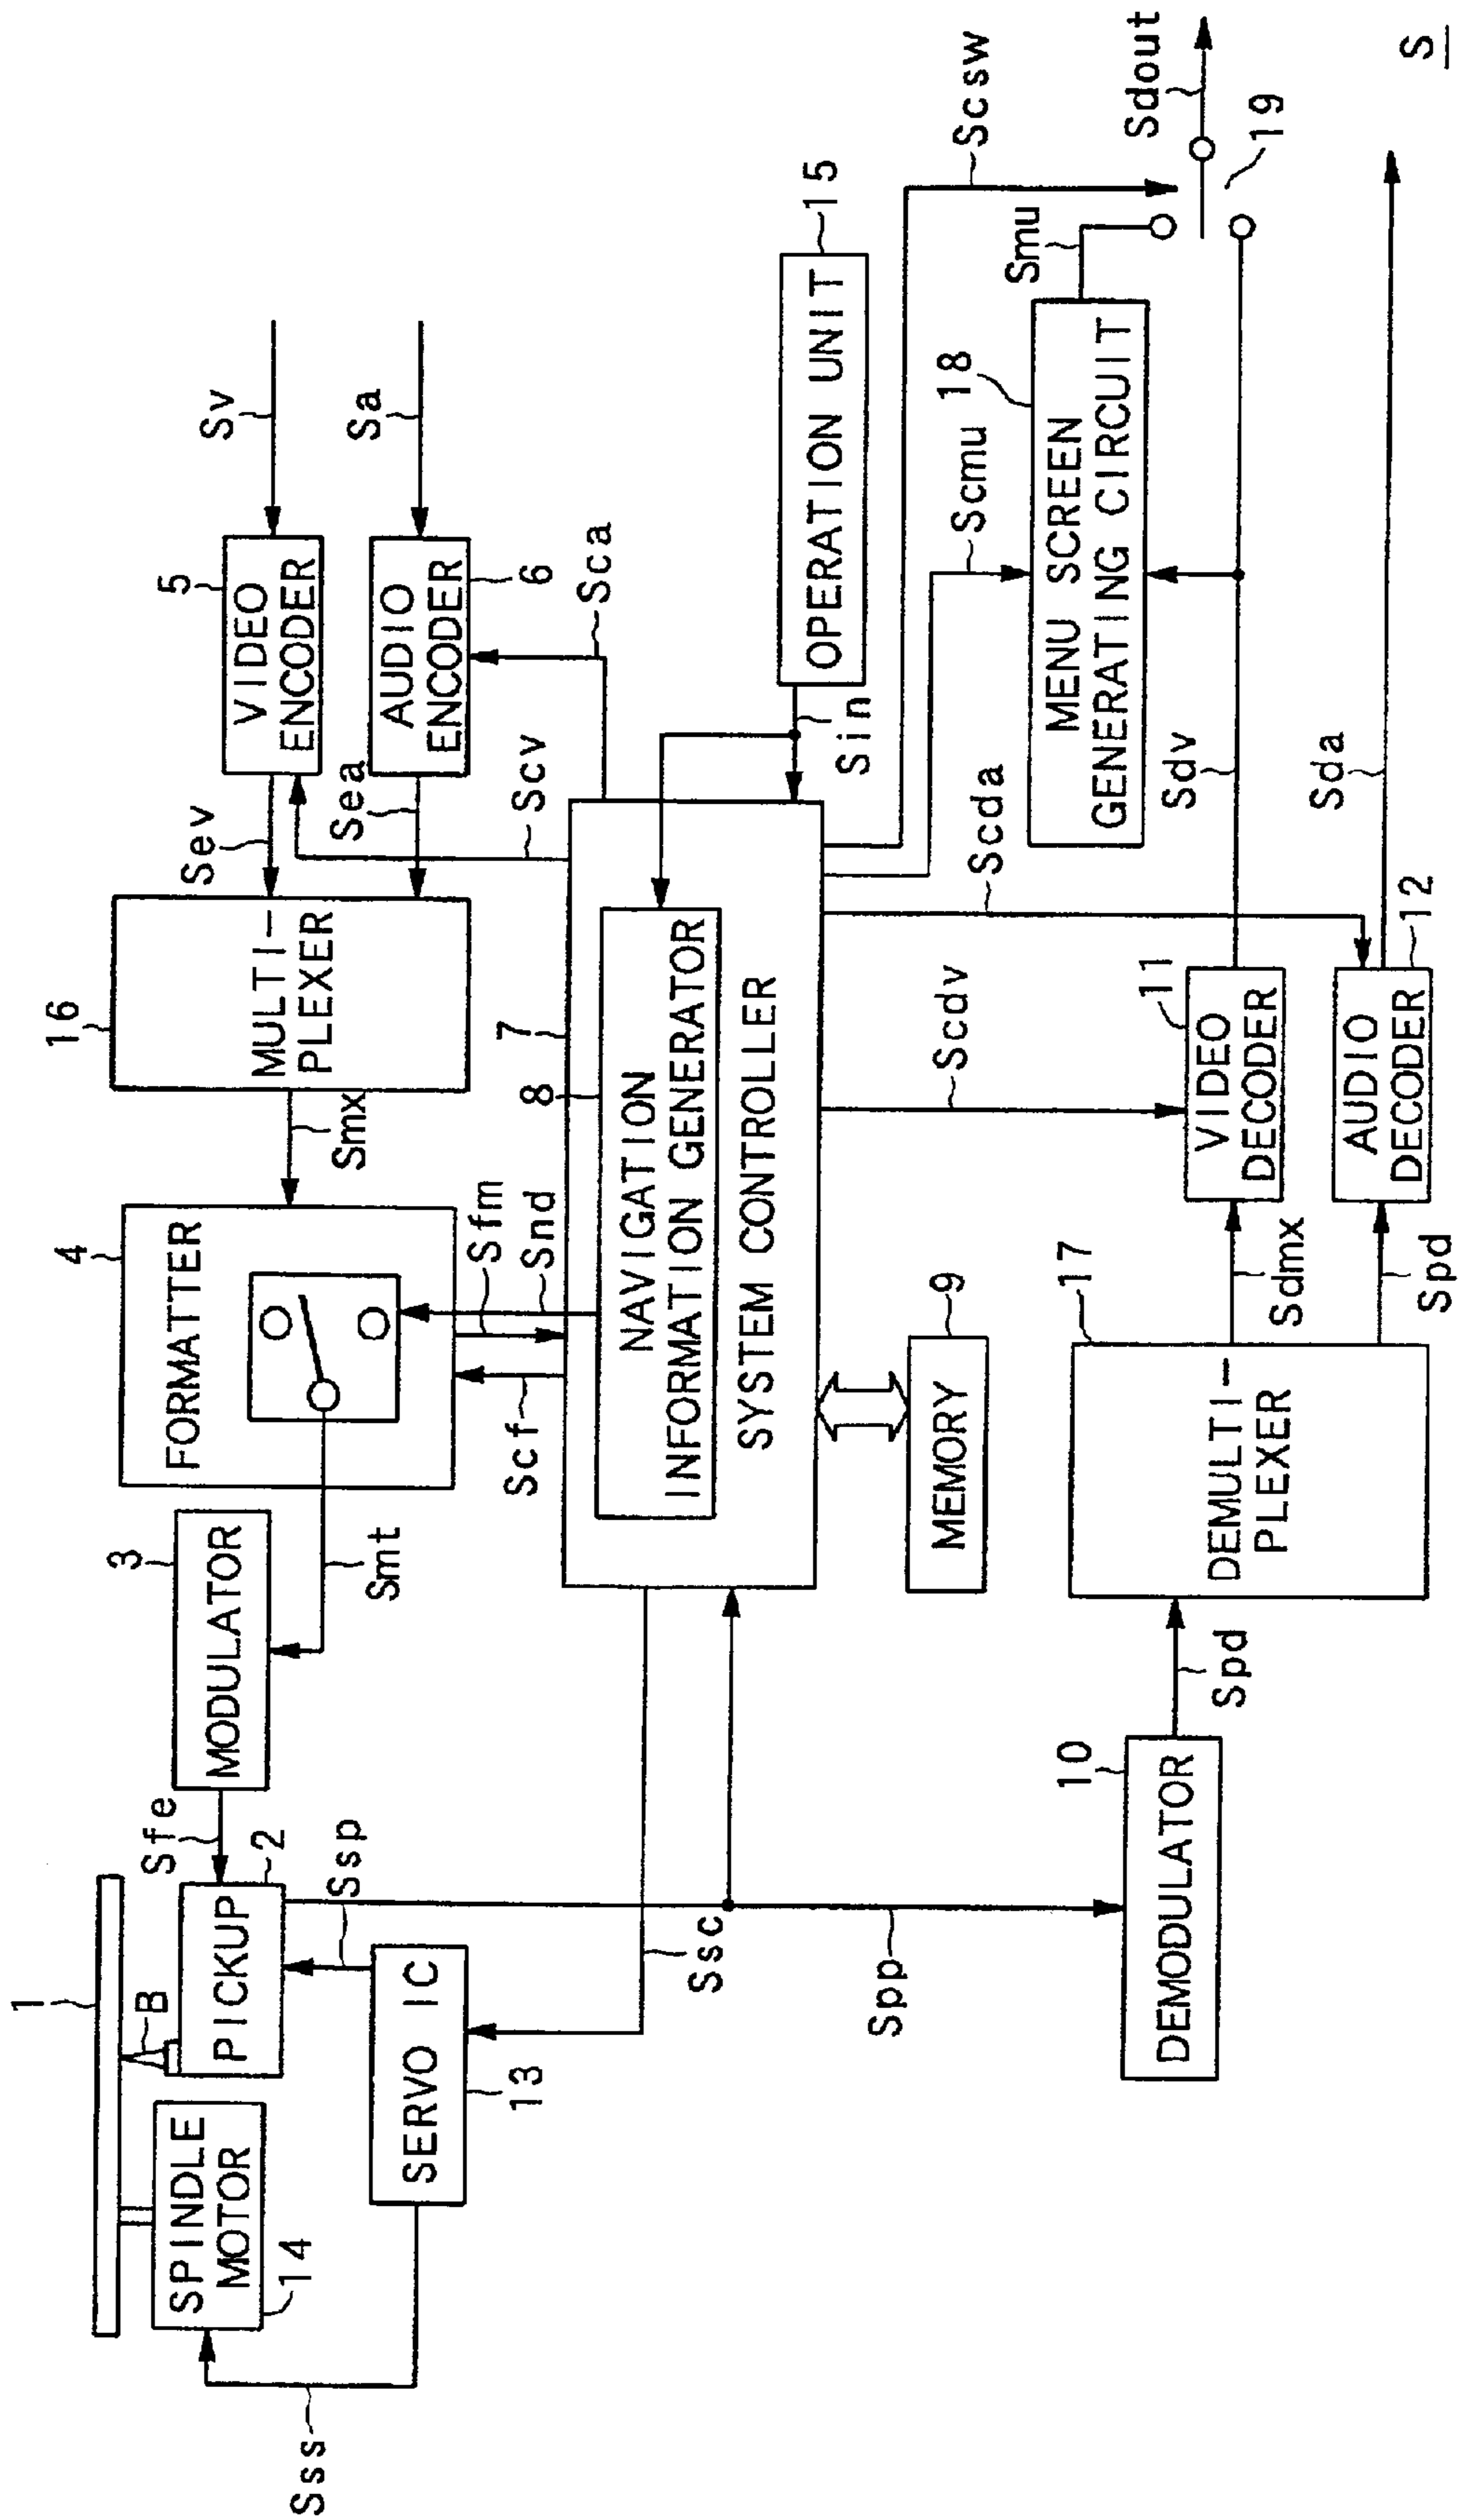 1
B
SPINDLE
MOTOR
14
Sss
PICKUP
2
Sfe
Ssp
SERVO IC
13
MODULATOR
3
Smt
FORMATTER
4
Scf
Sfm
Snd
Smx
MULTI-
PLEXER
16
Sev
Sea
VIDEO
ENCODER
5
AUDIO
ENCODER
6
Sv
Sa
Scv
Sca
7
8
NAVIGATION
INFORMATION GENERATOR
SYSTEM CONTROLLER
Sin
OPERATION UNIT
15
Ssc
Spp
MEMORY
9
DEMODULATOR
10
Spd
DEMULTI-
PLEXER
17
Sdmx
Spd
VIDEO
DECODER
11
AUDIO
DECODER
12
Scdv
Scda
Sdv
Sda
MENU SCREEN
GENERATING CIRCUIT
18
Scmu
Smu
Scsw
19
Sdout
S